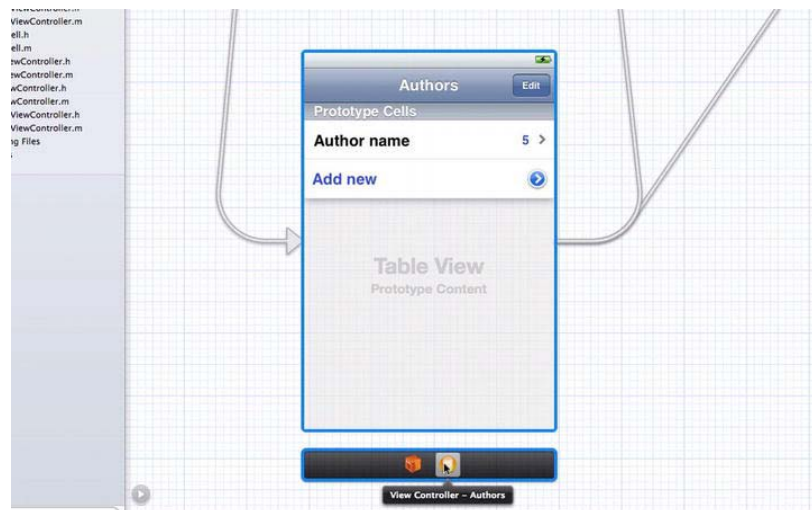 ViewController.m
ell.h
ell.m
ewController.h
ewController.m
wController.h
wController.m
ViewController.h
ViewController.m
ng Files
Authors
Edit
Prototype Cells
Author name
5
Add new
Table View
Prototype Content
View Controller – Authors